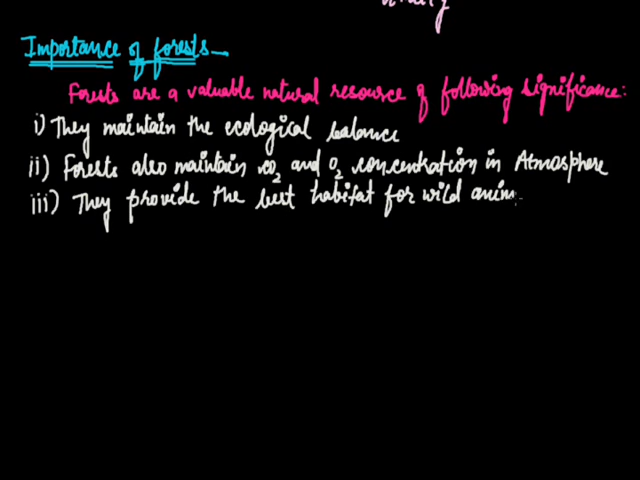 Importance of forests
Forests are a valuable natural resource of following significance:
i) They maintain the ecological balance
ii) Forests also maintain CO₂ and O₂ concentration in Atmosphere
iii) They provide the best habitat for wild anim